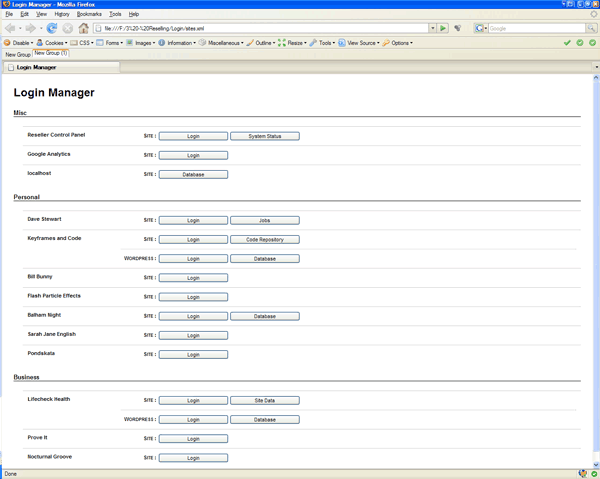 Login Manager - Mozilla Firefox
File Edit View History Bookmarks Tools Help
file:///F:/3%20-%20Reselling/Login/sites.xml Google
Disable Cookies CSS Forms Images Information Miscellaneous Outline Resize Tools View Source Options
New Group New Group (1)
Login Manager
Login Manager
Misc
Reseller Control Panel SITE: Login System Status
Google Analytics SITE: Login
localhost SITE: Database
Personal
Dave Stewart SITE: Login Jobs
Keyframes and Code SITE: Login Code Repository
WORDPRESS: Login Database
Bill Bunny SITE: Login
Flash Particle Effects SITE: Login
Balham Night SITE: Login Database
Sarah Jane English SITE: Login
Pondskata SITE: Login
Business
Lifecheck Health SITE: Login Site Data
WORDPRESS: Login Database
Prove It SITE: Login
Nocturnal Groove SITE: Login
Done